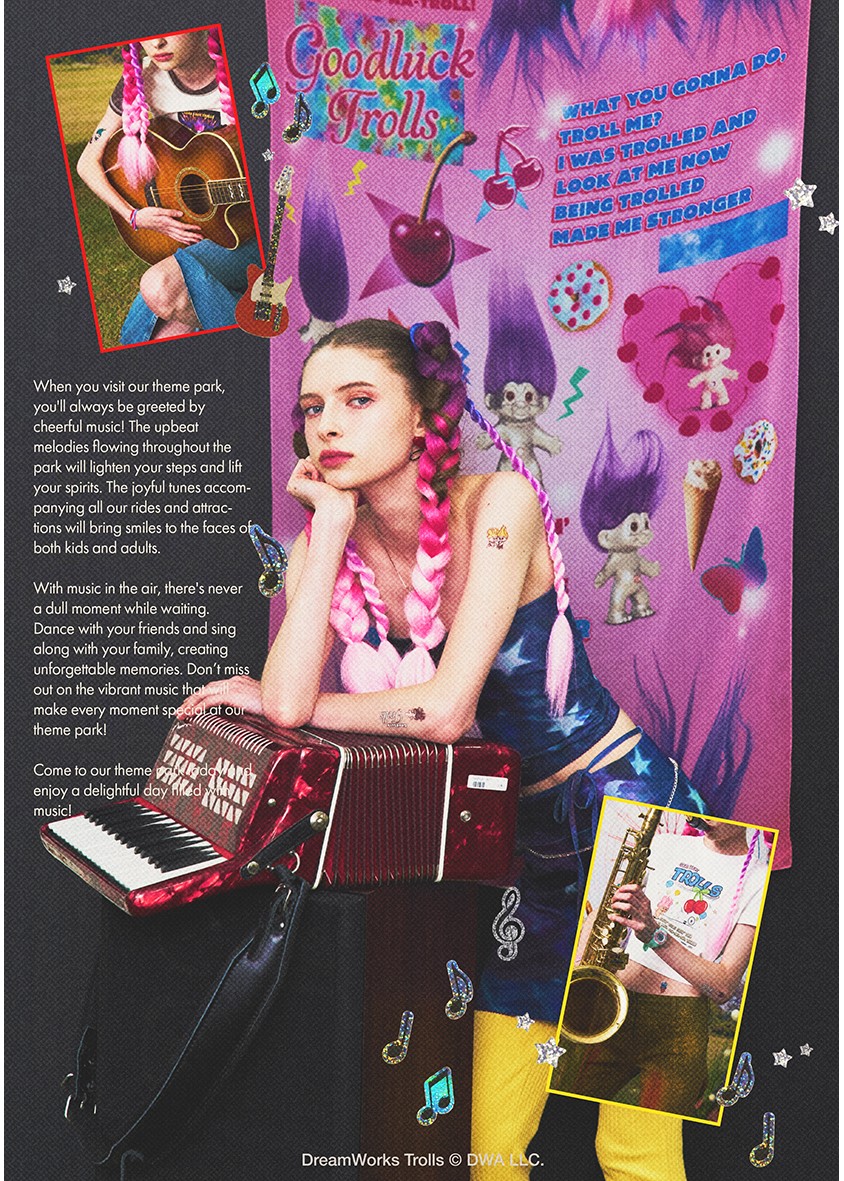 Goodluck
Trolls
WHAT YOU GONNA DO,
TROLL ME?
I WAS TROLLED AND
LOOK AT ME NOW
BEING TROLLED
MADE ME STRONGER
When you visit our theme park,
you'll always be greeted by
cheerful music! The upbeat
melodies flowing throughout the
park will lighten your steps and lift
your spirits. The joyful tunes accom-
panying all our rides and attrac-
tions will bring smiles to the faces of
both kids and adults.
With music in the air, there's never
a dull moment while waiting.
Dance with your friends and sing
along with your family, creating
unforgettable memories. Don't miss
out on the vibrant music that will
make every moment special at our
theme park!
Come to our theme park today and
enjoy a delightful day filled with
music!
TROLLS
DreamWorks Trolls © DWA LLC.